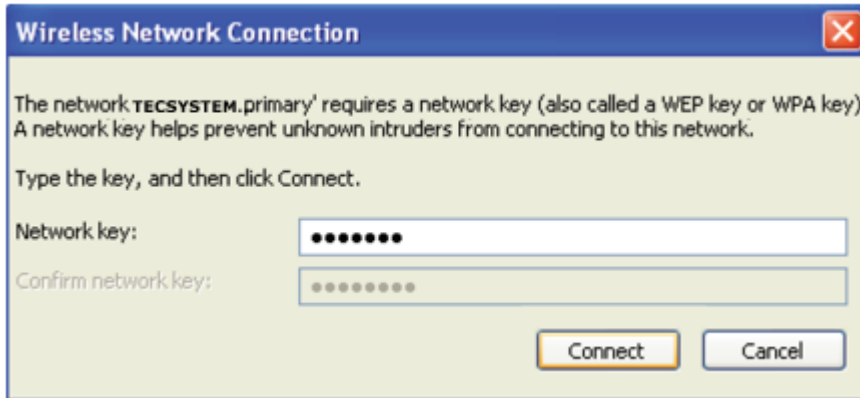 Wireless Network Connection
The network TECSYSTEM.primary' requires a network key (also called a WEP key or WPA key)
A network key helps prevent unknown intruders from connecting to this network.
Type the key, and then click Connect.
Network key: •••••••
Confirm network key: ••••••••
Connect Cancel